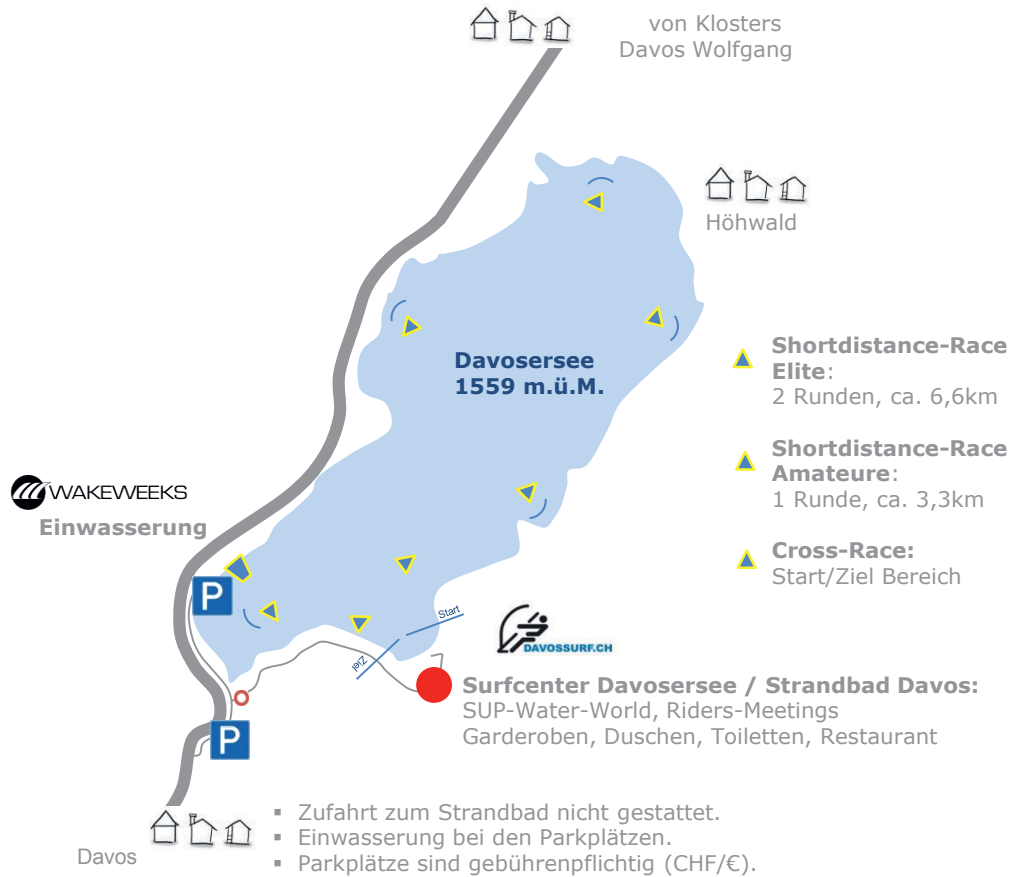 von Klosters
Davos Wolfgang
Höhwald
Davosersee
1559 m.ü.M.
Shortdistance-Race
Elite:
2 Runden, ca. 6,6km
Shortdistance-Race
Amateure:
1 Runde, ca. 3,3km
Cross-Race:
Start/Ziel Bereich
WAKEWEEKS
Einwasserung
P
Start
Ziel
DAVOSSURF.CH
Surfcenter Davosersee / Strandbad Davos:
SUP-Water-World, Riders-Meetings
Garderoben, Duschen, Toiletten, Restaurant
P
Davos
▪ Zufahrt zum Strandbad nicht gestattet.
▪ Einwasserung bei den Parkplätzen.
▪ Parkplätze sind gebührenpflichtig (CHF/€).